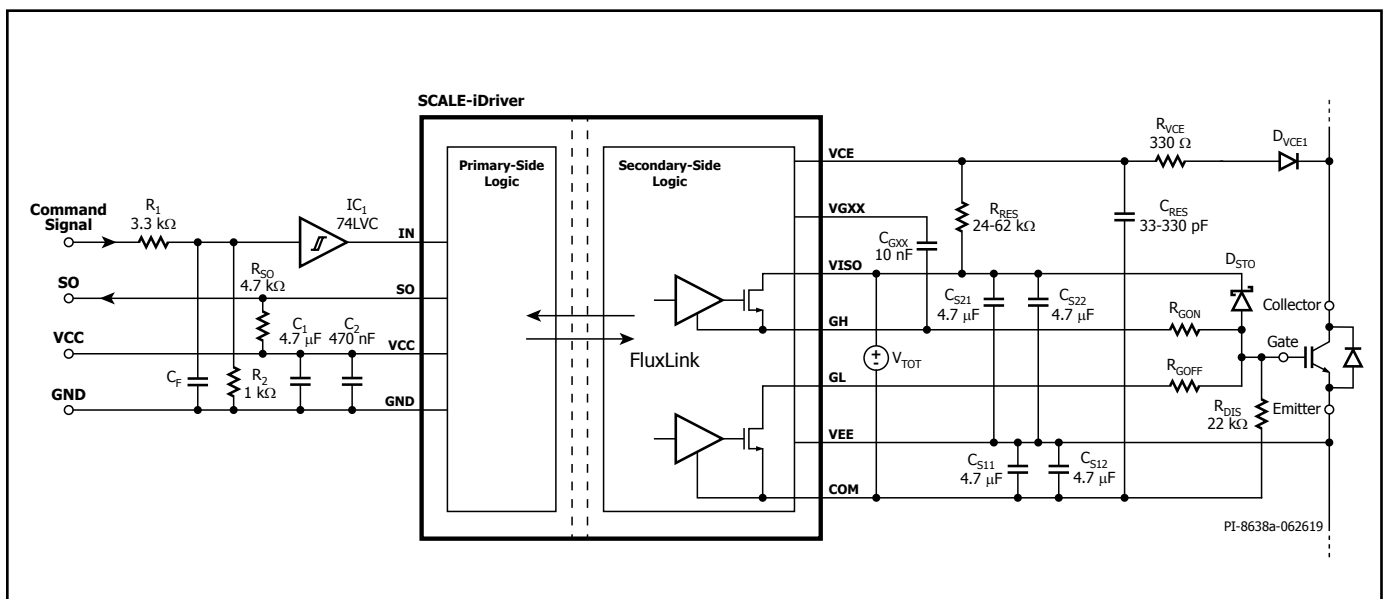 SCALE-iDriver
Primary-Side
Logic
Secondary-Side
Logic
Command
Signal
R1
3.3 kΩ
IC1
74LVC
IN
SO
RSO
4.7 kΩ
SO
VCC
C1
4.7 µF
C2
470 nF
VCC
GND
CF
R2
1 kΩ
GND
FluxLink
VCE
VGXX
VISO
GH
GL
VEE
COM
RVCE
330 Ω
DVCE1
RRES
24-62 kΩ
CRES
33-330 pF
CGXX
10 nF
DSTO
CS21
4.7 µF
CS22
4.7 µF
RGON
Collector
VTOT
Gate
RGOFF
RDIS
22 kΩ
Emitter
CS11
4.7 µF
CS12
4.7 µF
PI-8638a-062619